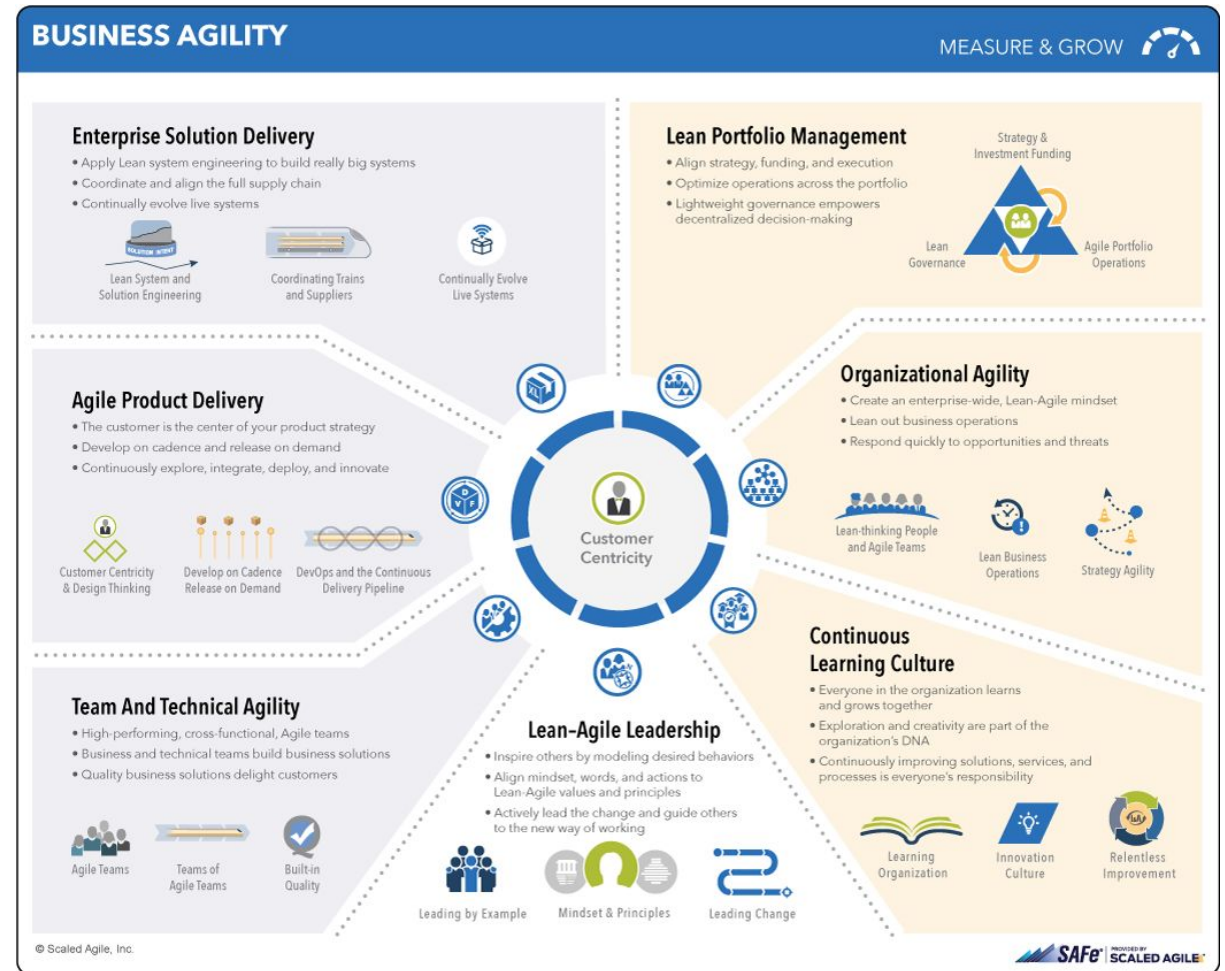 BUSINESS AGILITY
MEASURE & GROW
Enterprise Solution Delivery
• Apply Lean system engineering to build really big systems
• Coordinate and align the full supply chain
• Continually evolve live systems
SOLUTION INTENT
Lean System and
Solution Engineering
Coordinating Trains
and Suppliers
Continually Evolve
Live Systems
Lean Portfolio Management
• Align strategy, funding, and execution
• Optimize operations across the portfolio
• Lightweight governance empowers
decentralized decision-making
Strategy &
Investment Funding
Lean
Governance
Agile Portfolio
Operations
Agile Product Delivery
• The customer is the center of your product strategy
• Develop on cadence and release on demand
• Continuously explore, integrate, deploy, and innovate
Customer Centricity
& Design Thinking
Develop on Cadence
Release on Demand
DevOps and the Continuous
Delivery Pipeline
XL
D
V F
Customer
Centricity
Organizational Agility
• Create an enterprise-wide, Lean-Agile mindset
• Lean out business operations
• Respond quickly to opportunities and threats
Lean-thinking People
and Agile Teams
Lean Business
Operations
Strategy Agility
Team And Technical Agility
• High-performing, cross-functional, Agile teams
• Business and technical teams build business solutions
• Quality business solutions delight customers
Agile Teams
Teams of
Agile Teams
Built-in
Quality
Lean–Agile Leadership
• Inspire others by modeling desired behaviors
• Align mindset, words, and actions to
Lean-Agile values and principles
• Actively lead the change and guide others
to the new way of working
Leading by Example
Mindset & Principles
Leading Change
Continuous
Learning Culture
• Everyone in the organization learns
and grows together
• Exploration and creativity are part of the
organization's DNA
• Continuously improving solutions, services, and
processes is everyone's responsibility
Learning
Organization
Innovation
Culture
Relentless
Improvement
© Scaled Agile, Inc.
SAFe® PROVIDED BY
SCALED AGILE